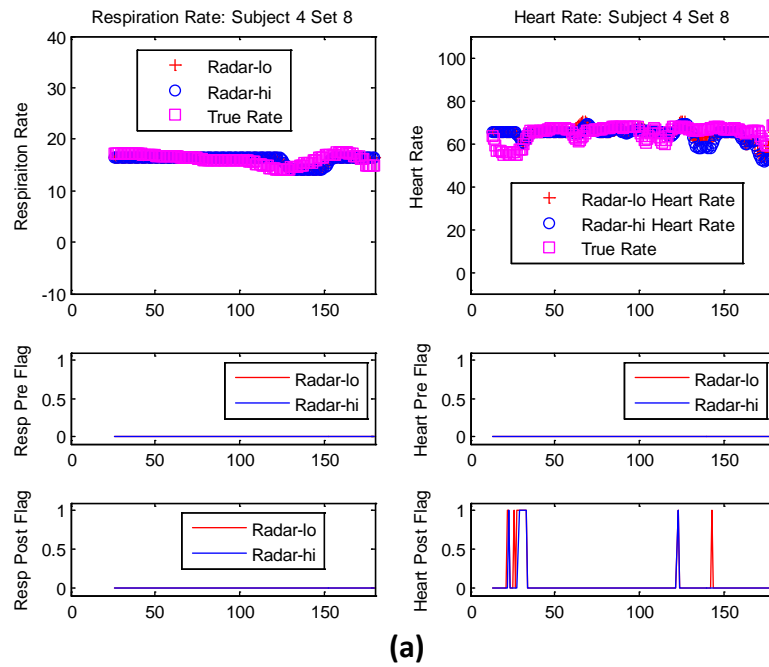 Respiration Rate: Subject 4 Set 8
40
30
20
10
0
-10
Respiraiton Rate
Radar-lo
Radar-hi
True Rate
0 50 100 150
Heart Rate: Subject 4 Set 8
100
80
60
40
20
0
Heart Rate
Radar-lo Heart Rate
Radar-hi Heart Rate
True Rate
0 50 100 150
Resp Pre Flag
1
0.5
0
Radar-lo
Radar-hi
0 50 100 150
Heart Pre Flag
1
0.5
0
Radar-lo
Radar-hi
0 50 100 150
Resp Post Flag
1
0.5
0
Radar-lo
Radar-hi
0 50 100 150
Heart Post Flag
1
0.5
0
Radar-lo
Radar-hi
0 50 100 150
(a)